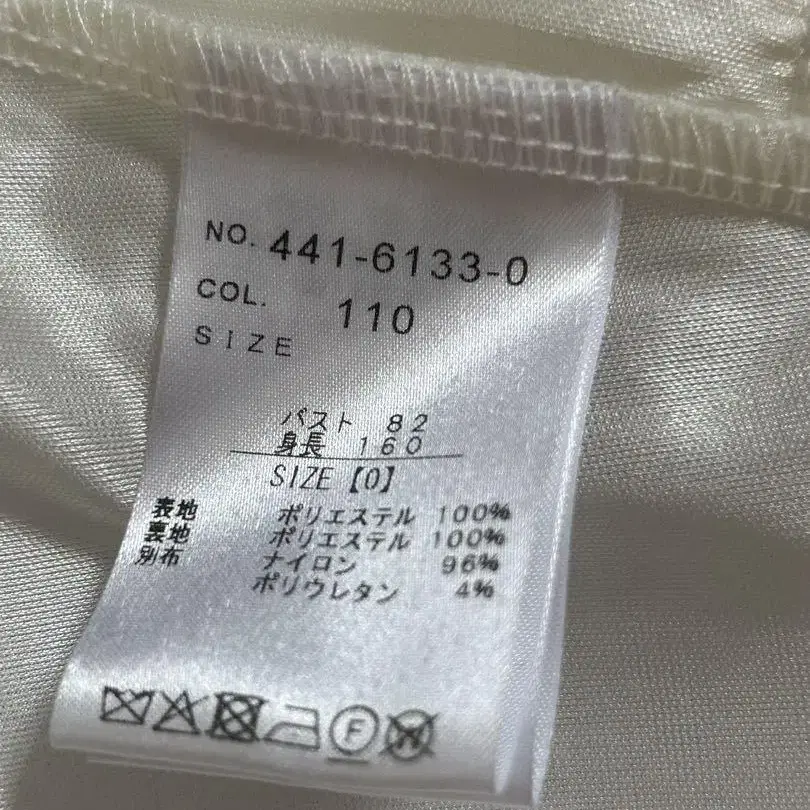 NO. 441-6133-0
COL. 110
SIZE
バスト 82
身長 160
SIZE【0】
表地 ポリエステル 100%
裏地 ポリエステル 100%
別布 ナイロン 96%
ポリウレタン 4%
F W